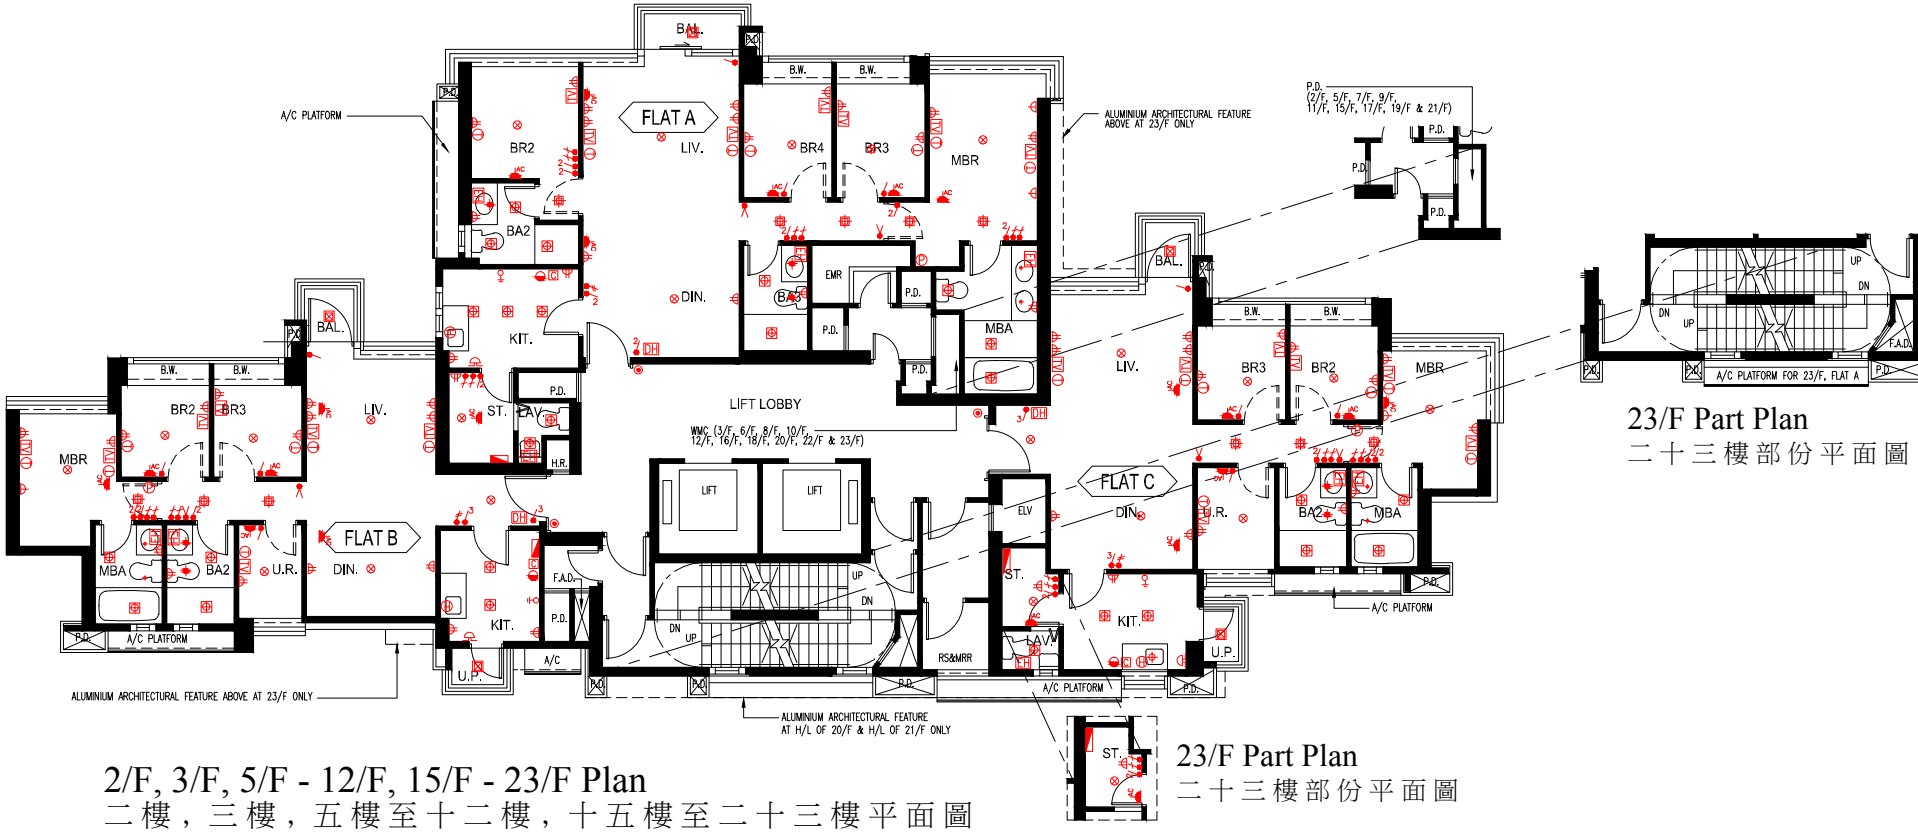 BAL.
P.D.
B.W.
B.W.
P.D.
A/C PLATFORM
FLAT A
LIV.
BR2
BR4
BR3
MBR
ALUMINIUM ARCHITECTURAL FEATURE
ABOVE AT 23/F ONLY
P.D.
(2/F, 5/F, 7/F, 9/F,
11/F, 15/F, 17/F, 19/F & 21/F)
P.D.
P.D.
P.D.
BA2
EMR
P.D.
P.D.
BA3
DIN.
MBA
P.D.
KIT.
ST.
LAV.
P.D.
H.R.
DH
BAL.
P.D.
B.W.
B.W.
BR2
BR3
LIV.
MBR
LIFT LOBBY
WMC (3/F, 6/F, 8/F, 10/F,
12/F, 16/F, 18/F, 20/F, 22/F & 23/F)
LIFT
LIFT
BAL.
P.D.
B.W.
B.W.
LIV.
BR3
BR2
MBR
DH
FLAT C
DIN.
U.R.
BA2
MBA
ELV
ST.
LAV.
KIT.
U.P.
P.D.
A/C PLATFORM
FLAT B
DIN.
MBA
BA2
U.R.
DH
KIT.
F.A.D.
P.D.
U.P.
A/C
P.D.
A/C PLATFORM
UP
DN
DN
UP
RS&MRR
P.D.
P.D.
P.D.
A/C PLATFORM
P.D.
ALUMINIUM ARCHITECTURAL FEATURE ABOVE AT 23/F ONLY
ALUMINIUM ARCHITECTURAL FEATURE
AT H/L OF 20/F & H/L OF 21/F ONLY
UP
DN
DN
UP
F.A.D.
P.D.
P.D.
P.D.
A/C PLATFORM FOR 23/F, FLAT A
23/F Part Plan
二十三樓部份平面圖
ST.
23/F Part Plan
二十三樓部份平面圖
2/F, 3/F, 5/F - 12/F, 15/F - 23/F Plan
二樓, 三樓, 五樓至十二樓, 十五樓至二十三樓平面圖